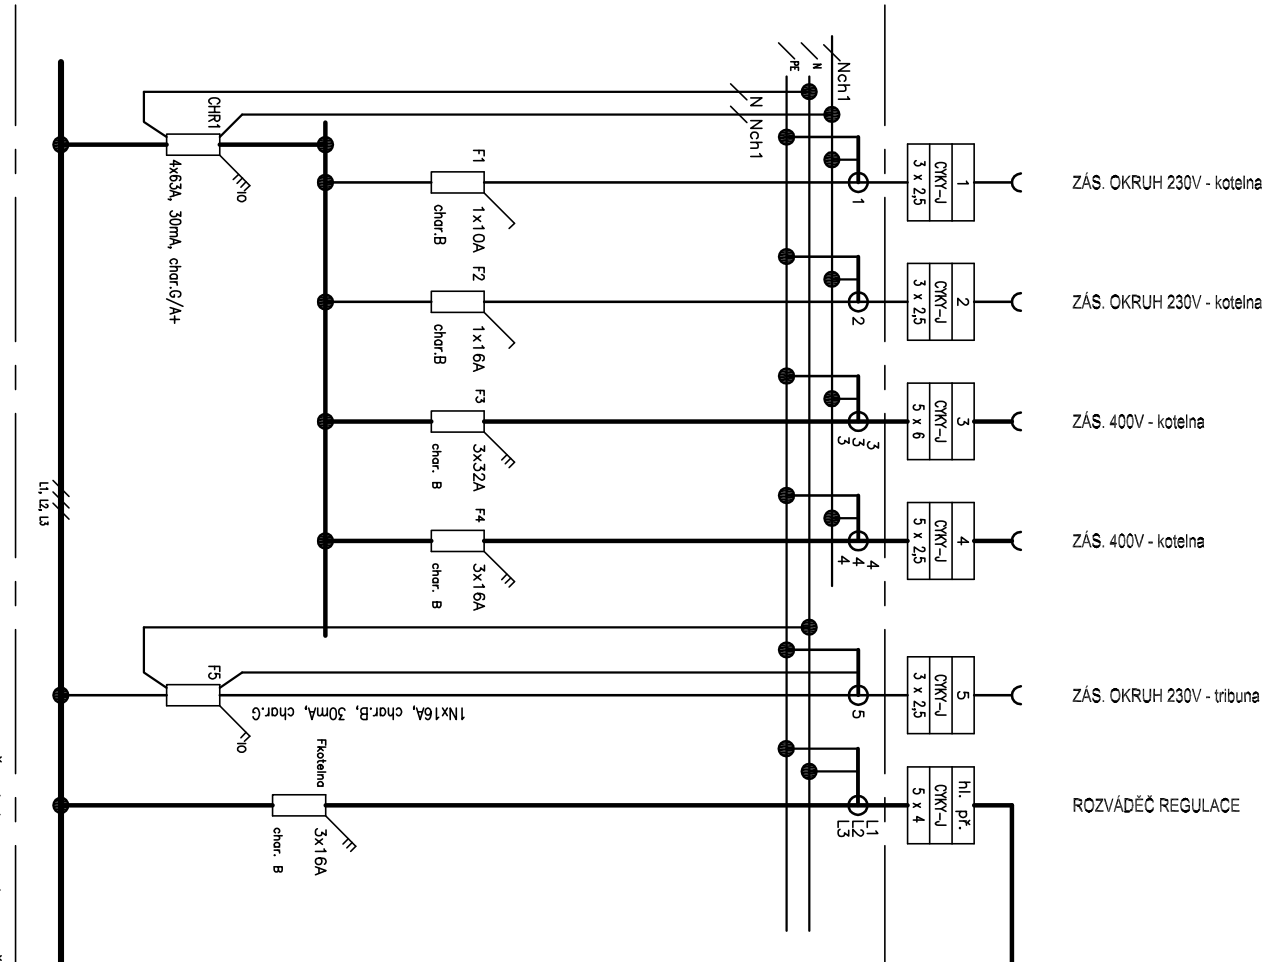 PE
N
Nch1
N
Nch1
CHR1
4x63A, 30mA, char.G/A+
IO
F1
1x10A
char.B
1
1
CYKY-J
3 x 2,5
ZÁS. OKRUH 230V - kotelna
F2
1x16A
char.B
2
2
CYKY-J
3 x 2,5
ZÁS. OKRUH 230V - kotelna
F3
3x32A
char. B
3
3
3
3
CYKY-J
5 x 6
ZÁS. 400V - kotelna
L1, L2, L3
F4
3x16A
char. B
4
4
4
4
CYKY-J
5 x 2,5
ZÁS. 400V - kotelna
F5
1Nx16A, char.B, 30mA, char.G
IO
5
5
CYKY-J
3 x 2,5
ZÁS. OKRUH 230V - tribuna
Fkotelna
3x16A
char. B
L1
L2
L3
hl. př.
CYKY-J
5 x 4
ROZVÁDĚČ REGULACE